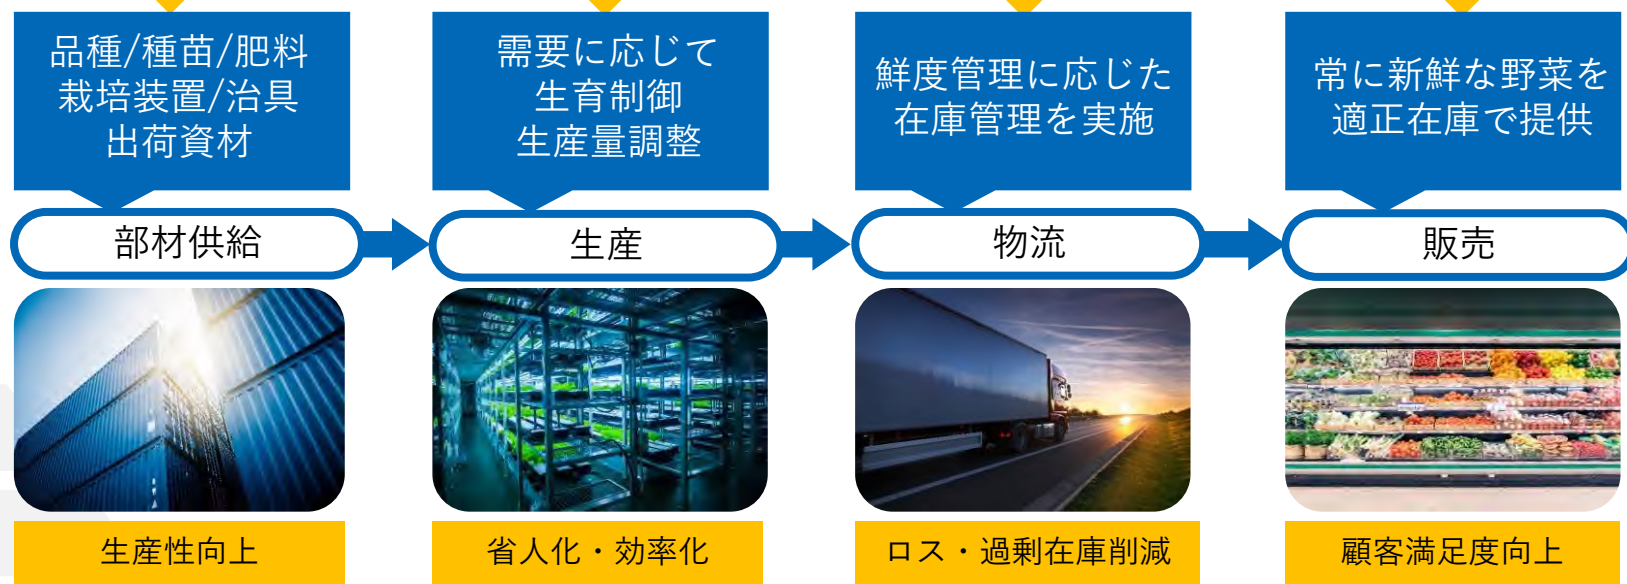 品種/種苗/肥料
栽培装置/治具
出荷資材
需要に応じて
生育制御
生産量調整
鮮度管理に応じた
在庫管理を実施
常に新鮮な野菜を
適正在庫で提供
部材供給
生産
物流
販売
生産性向上
省人化・効率化
ロス・過剰在庫削減
顧客満足度向上